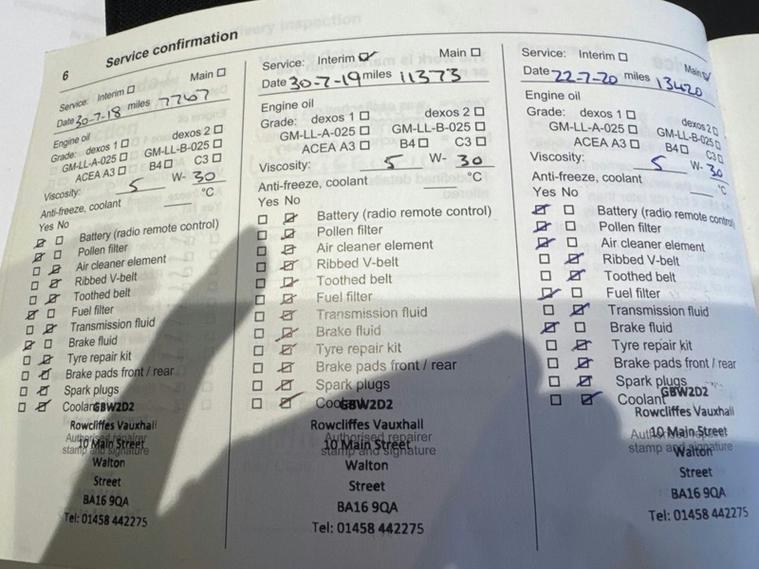 6
Service confirmation
Service: Interim ☐ Main ☐
Date 30-7-18 miles 7767
Engine oil
Grade: dexos 1 ☐ dexos 2 ☐
GM-LL-A-025 ☐ GM-LL-B-025 ☐
ACEA A3 ☐ B4 ☐ C3 ☐
Viscosity: 5 W- 30
Anti-freeze, coolant °C
Yes No
☑ ☐ Battery (radio remote control)
☑ ☐ Pollen filter
☐ ☑ Air cleaner element
☐ ☑ Ribbed V-belt
☐ ☑ Toothed belt
☑ ☐ Fuel filter
☐ ☑ Transmission fluid
☑ ☐ Brake fluid
☐ ☑ Tyre repair kit
☐ ☑ Brake pads front / rear
☐ ☑ Spark plugs
☐ ☑ Coolant
GBW2D2
Rowcliffes Vauxhall
Authorised repairer
10 Main Street
stamp and signature
Walton
Street
BA16 9QA
Tel: 01458 442275
Service: Interim ☑ Main ☐
Date 30-7-19 miles 11373
Engine oil
Grade: dexos 1 ☐ dexos 2 ☐
GM-LL-A-025 ☐ GM-LL-B-025 ☐
ACEA A3 ☐ B4 ☐ C3 ☐
Viscosity: 5 W- 30
Anti-freeze, coolant °C
Yes No
☐ ☑ Battery (radio remote control)
☐ ☑ Pollen filter
☐ ☑ Air cleaner element
☐ ☑ Ribbed V-belt
☐ ☑ Toothed belt
☐ ☑ Fuel filter
☐ ☑ Transmission fluid
☐ ☑ Brake fluid
☐ ☑ Tyre repair kit
☐ ☑ Brake pads front / rear
☐ ☑ Spark plugs
☐ ☑ Coolant
GBW2D2
Rowcliffes Vauxhall
Authorised repairer
10 Main Street
stamp and signature
Walton
Street
BA16 9QA
Tel: 01458 442275
Service: Interim ☐ Main ☑
Date 22-7-20 miles 13420
Engine oil
Grade: dexos 1 ☐ dexos 2 ☐
GM-LL-A-025 ☐ GM-LL-B-025 ☐
ACEA A3 ☐ B4 ☐ C3 ☐
Viscosity: 5 W- 30
Anti-freeze, coolant °C
Yes No
☑ ☐ Battery (radio remote control)
☑ ☐ Pollen filter
☑ ☐ Air cleaner element
☐ ☑ Ribbed V-belt
☐ ☑ Toothed belt
☑ ☐ Fuel filter
☐ ☑ Transmission fluid
☑ ☐ Brake fluid
☐ ☑ Tyre repair kit
☐ ☑ Brake pads front / rear
☐ ☑ Spark plugs
☐ ☑ Coolant
GBW2D2
Rowcliffes Vauxhall
Authorised repairer
10 Main Street
stamp and signature
Walton
Street
BA16 9QA
Tel: 01458 442275